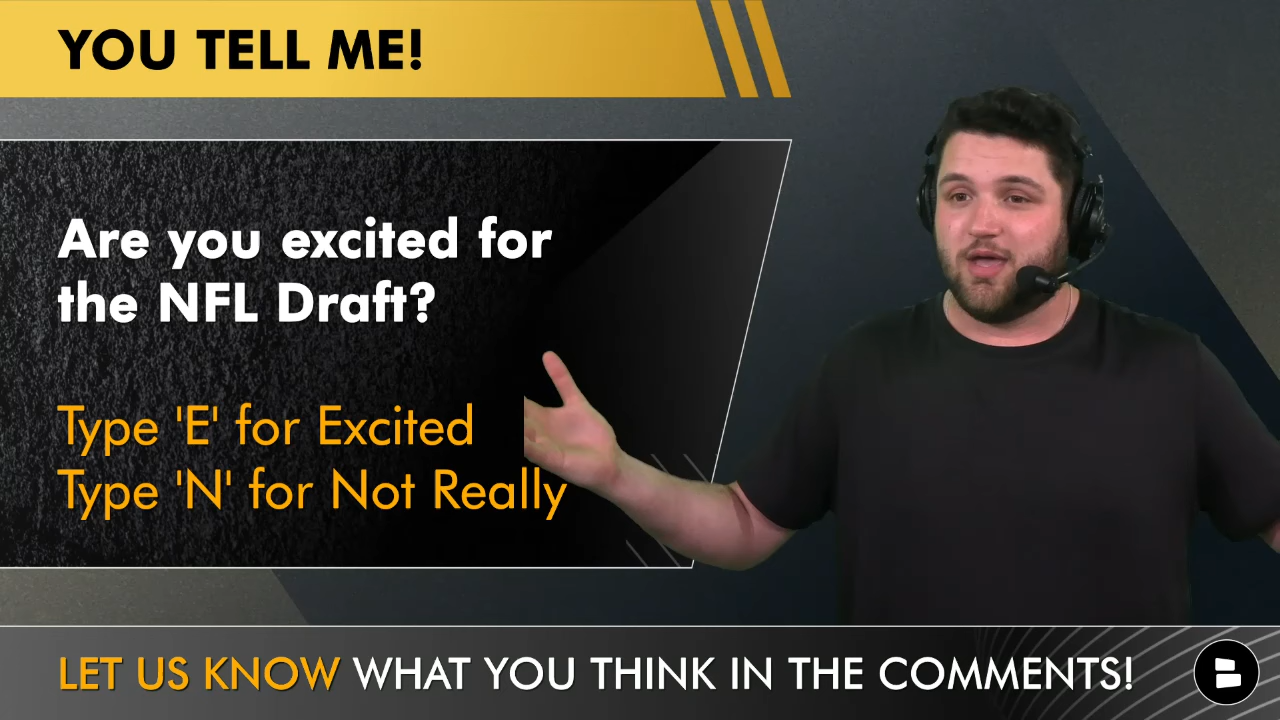 YOU TELL ME!
Are you excited for
the NFL Draft?
Type 'E' for Excited
Type 'N' for Not Really
LET US KNOW WHAT YOU THINK IN THE COMMENTS!